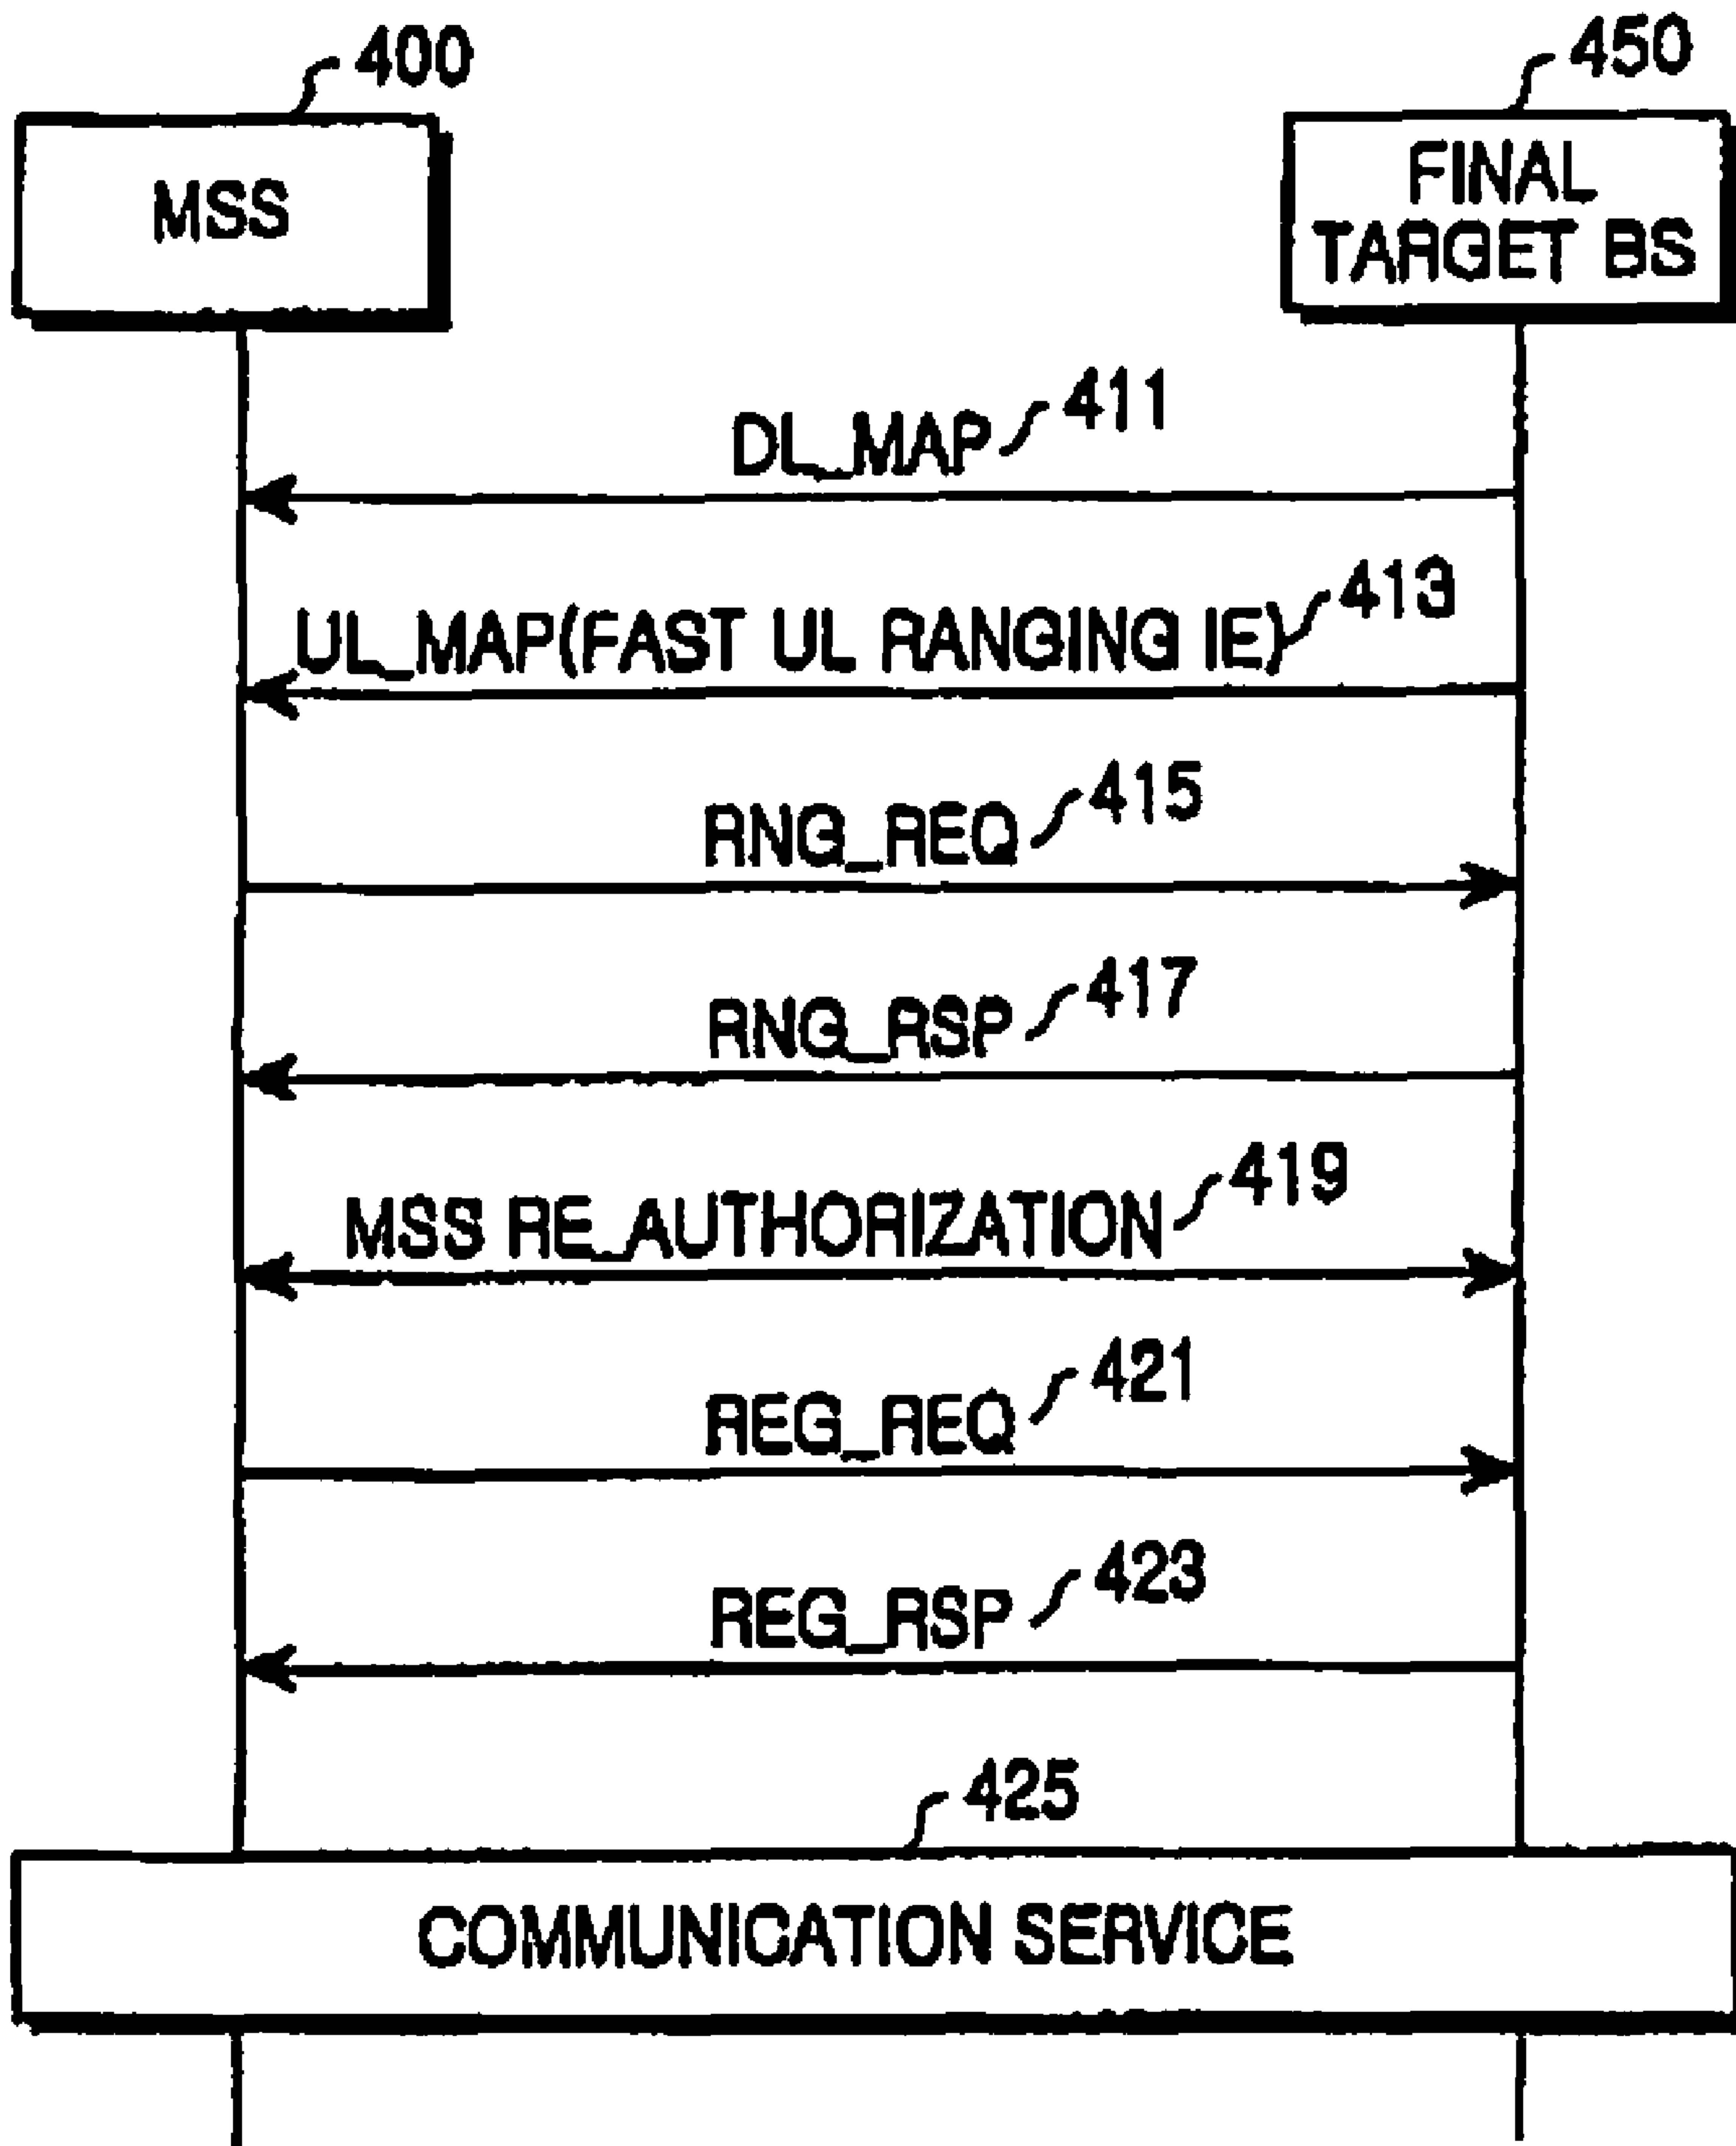 400
450
MSS
FINAL
TARGET BS
DL_MAP 411
UL_MAP(FAST UL RANGING IE) 413
RNG_REQ 415
RNG_RSP 417
MSS RE_AUTHORIZATION 419
REG_REQ 421
REG_RSP 423
425
COMMUNICATION SERVICE